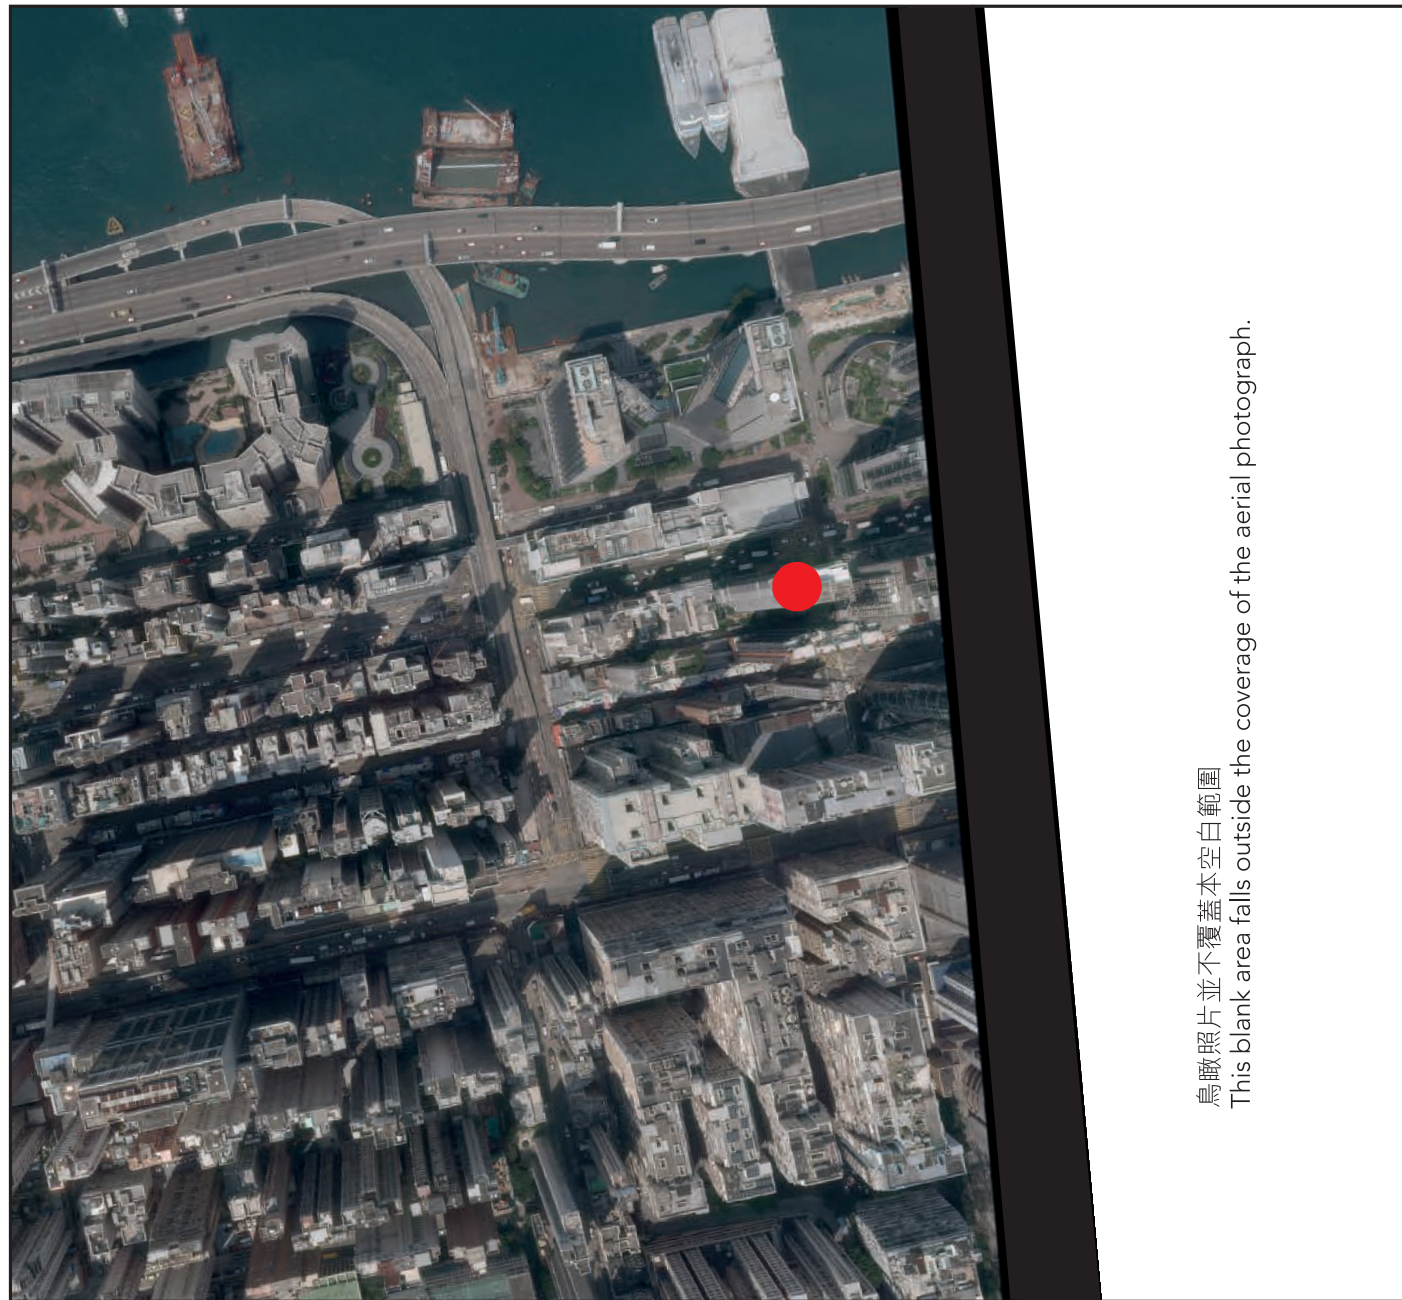 鳥瞰照片並不覆蓋本空白範圍
This blank area falls outside the coverage of the aerial photograph.